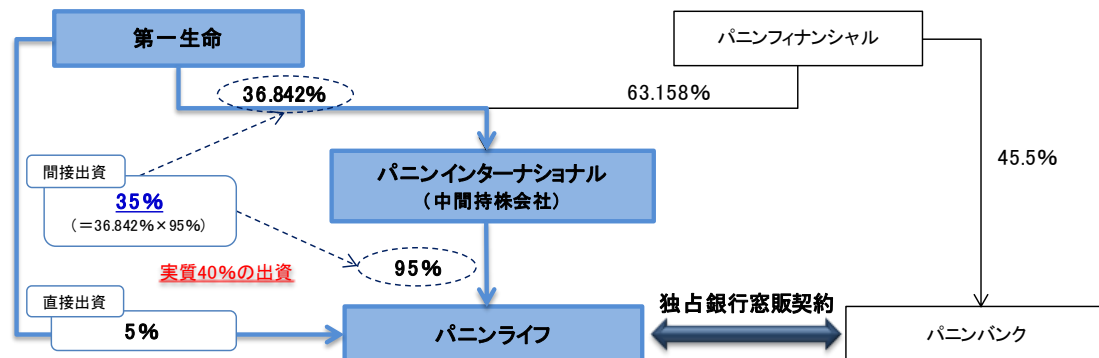 第一生命
パニンフィナンシャル
36.842%
63.158%
45.5%
間接出資
35%
(＝36.842%×95%)
パニンインターナショナル
(中間持株会社)
実質40%の出資
95%
直接出資
5%
パニンライフ
独占銀行窓販契約
パニンバンク